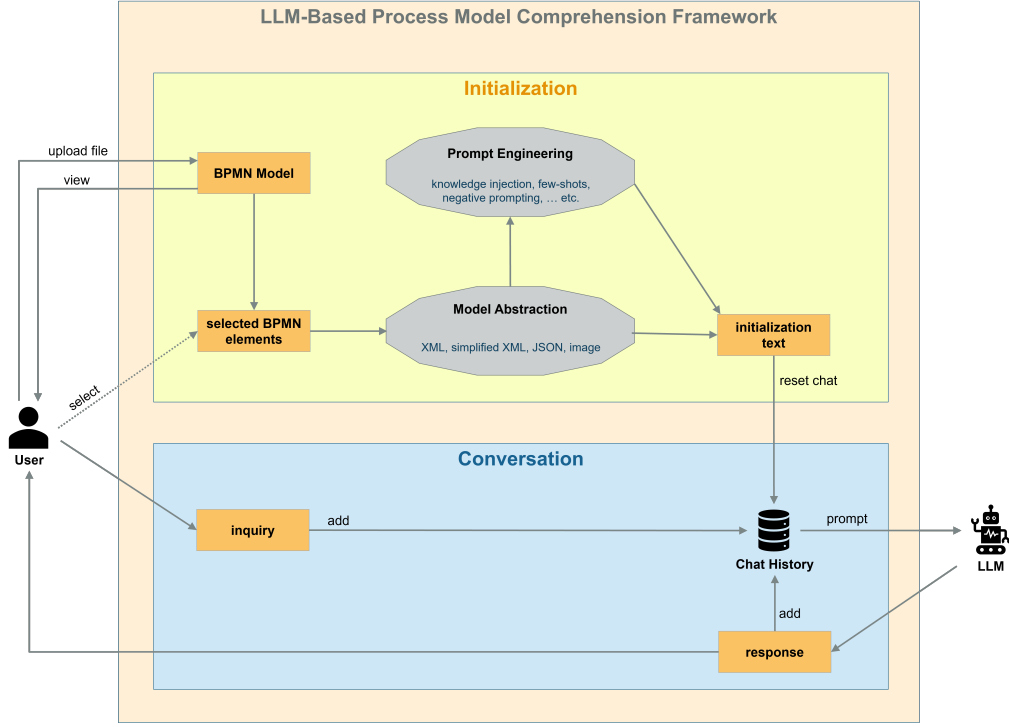 LLM-Based Process Model Comprehension Framework
Initialization
upload file
view
BPMN Model
Prompt Engineering
knowledge injection, few-shots,
negative prompting, … etc.
selected BPMN
elements
Model Abstraction
XML, simplified XML, JSON, image
initialization
text
reset chat
select
User
Conversation
inquiry
add
Chat History
prompt
LLM
add
response